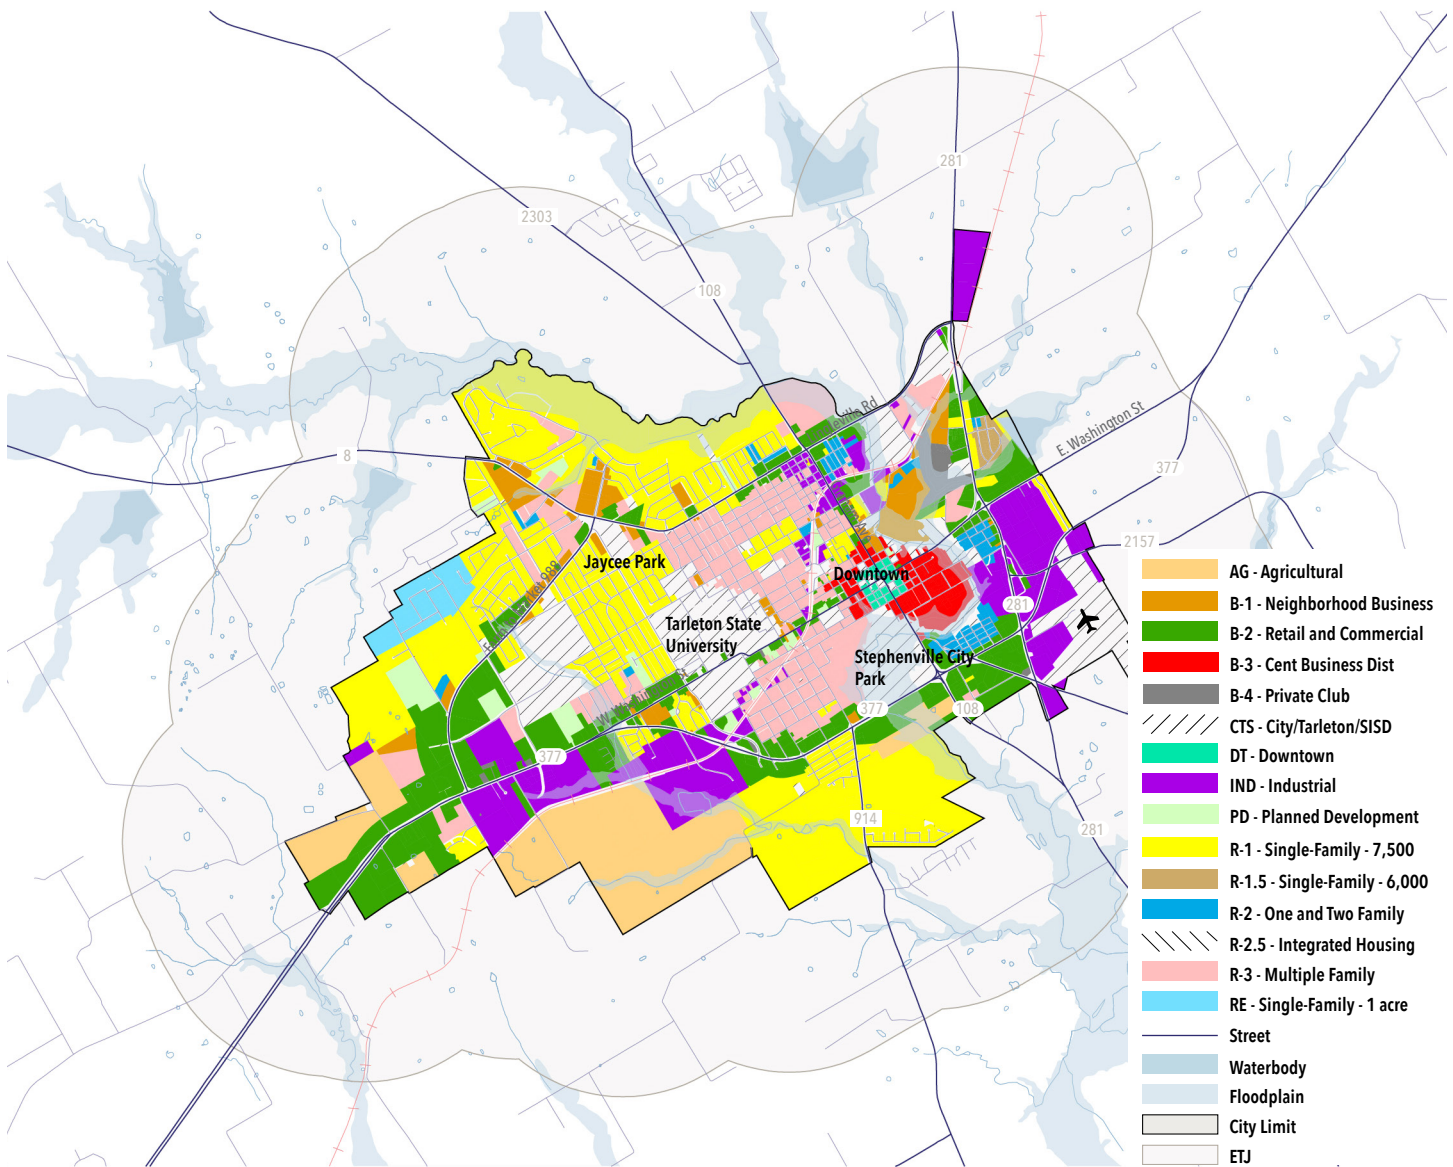 281
2303
108
8
E. Washington St
377
2157
Jaycee Park
Downtown
Tarleton State
University
Stephenville City
Park
281
377
108
377
914
281
AG - Agricultural
B-1 - Neighborhood Business
B-2 - Retail and Commercial
B-3 - Cent Business Dist
B-4 - Private Club
CTS - City/Tarleton/SISD
DT - Downtown
IND - Industrial
PD - Planned Development
R-1 - Single-Family - 7,500
R-1.5 - Single-Family - 6,000
R-2 - One and Two Family
R-2.5 - Integrated Housing
R-3 - Multiple Family
RE - Single-Family - 1 acre
Street
Waterbody
Floodplain
City Limit
ETJ